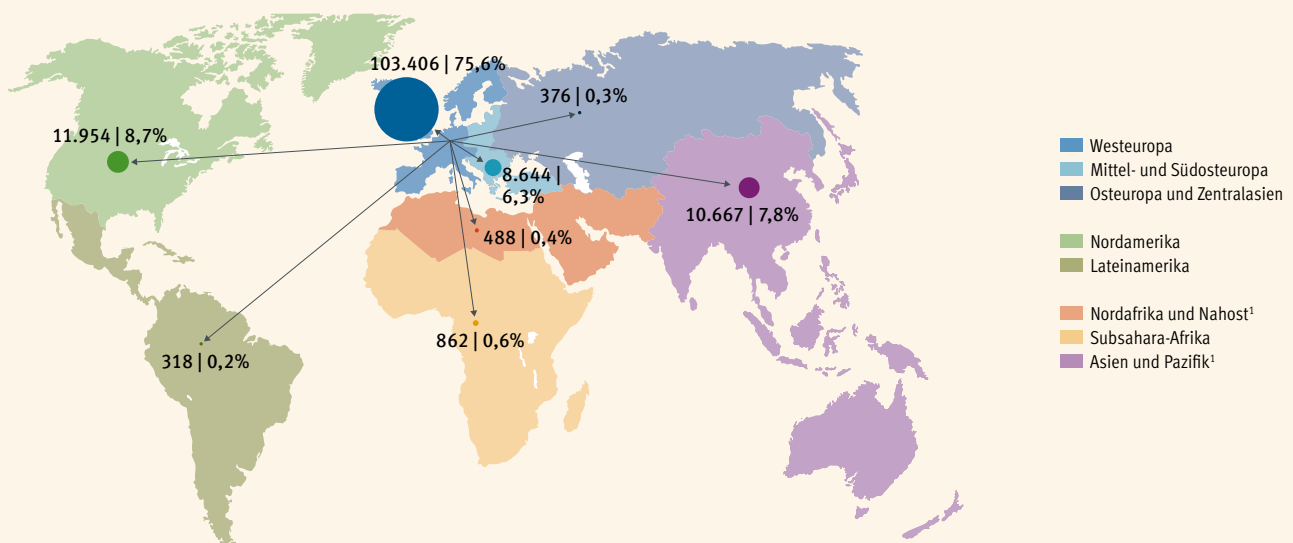 103.406 | 75,6%
376 | 0,3%
11.954 | 8,7%
8.644 |
6,3%
10.667 | 7,8%
488 | 0,4%
862 | 0,6%
318 | 0,2%
Westeuropa
Mittel- und Südosteuropa
Osteuropa und Zentralasien
Nordamerika
Lateinamerika
Nordafrika und Nahost¹
Subsahara-Afrika
Asien und Pazifik¹